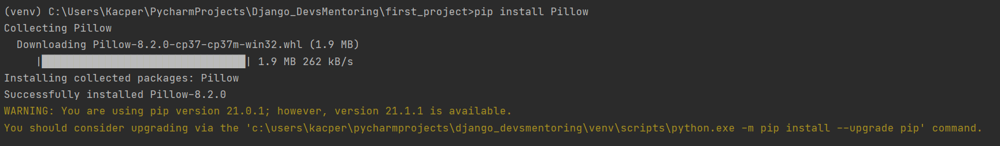 (venv) C:\Users\Kacper\PycharmProjects\Django_DevsMentoring\first_project>pip install Pillow
Collecting Pillow
  Downloading Pillow-8.2.0-cp37-cp37m-win32.whl (1.9 MB)
     |████████████████████████████████| 1.9 MB 262 kB/s
Installing collected packages: Pillow
Successfully installed Pillow-8.2.0
WARNING: You are using pip version 21.0.1; however, version 21.1.1 is available.
You should consider upgrading via the 'c:\users\kacper\pycharmprojects\django_devsmentoring\venv\scripts\python.exe -m pip install --upgrade pip' command.